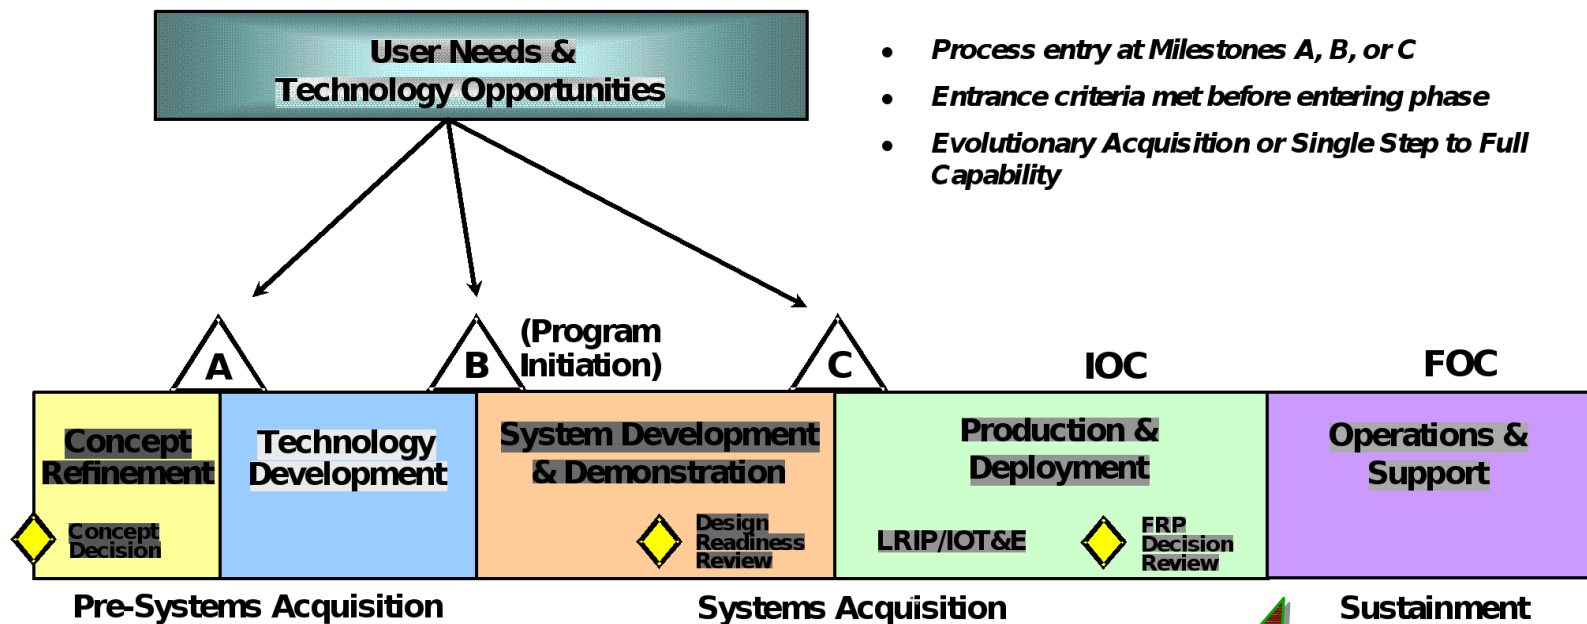 User Needs &
Technology Opportunities
• Process entry at Milestones A, B, or C
• Entrance criteria met before entering phase
• Evolutionary Acquisition or Single Step to Full
Capability
A
B
(Program
Initiation)
C
IOC
FOC
Concept
Refinement
Technology
Development
System Development
& Demonstration
Production &
Deployment
Operations &
Support
Concept
Decision
Design
Readiness
Review
LRIP/IOT&E
FRP
Decision
Review
Pre-Systems Acquisition
Systems Acquisition
Sustainment